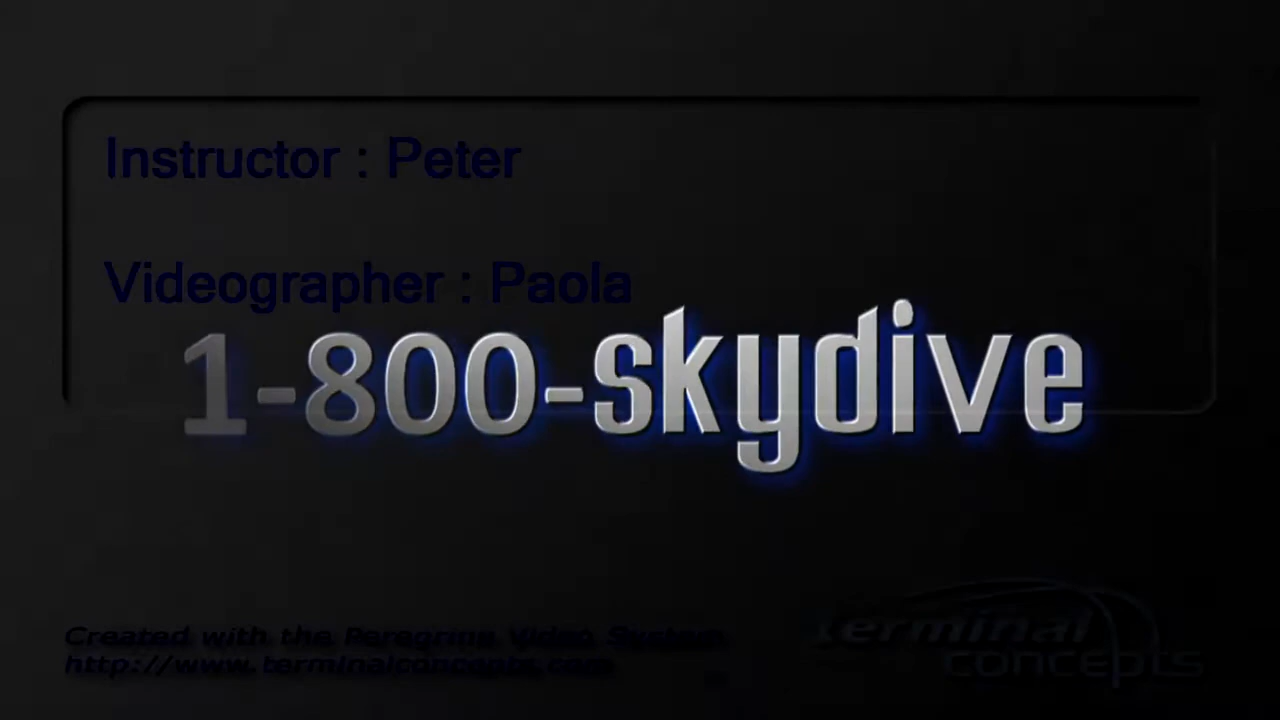 Instructor : Peter
Videographer : Paola
1-800-skydive
Created with the Peregrine Video System
http://www.terminalconcepts.com
terminal
concepts